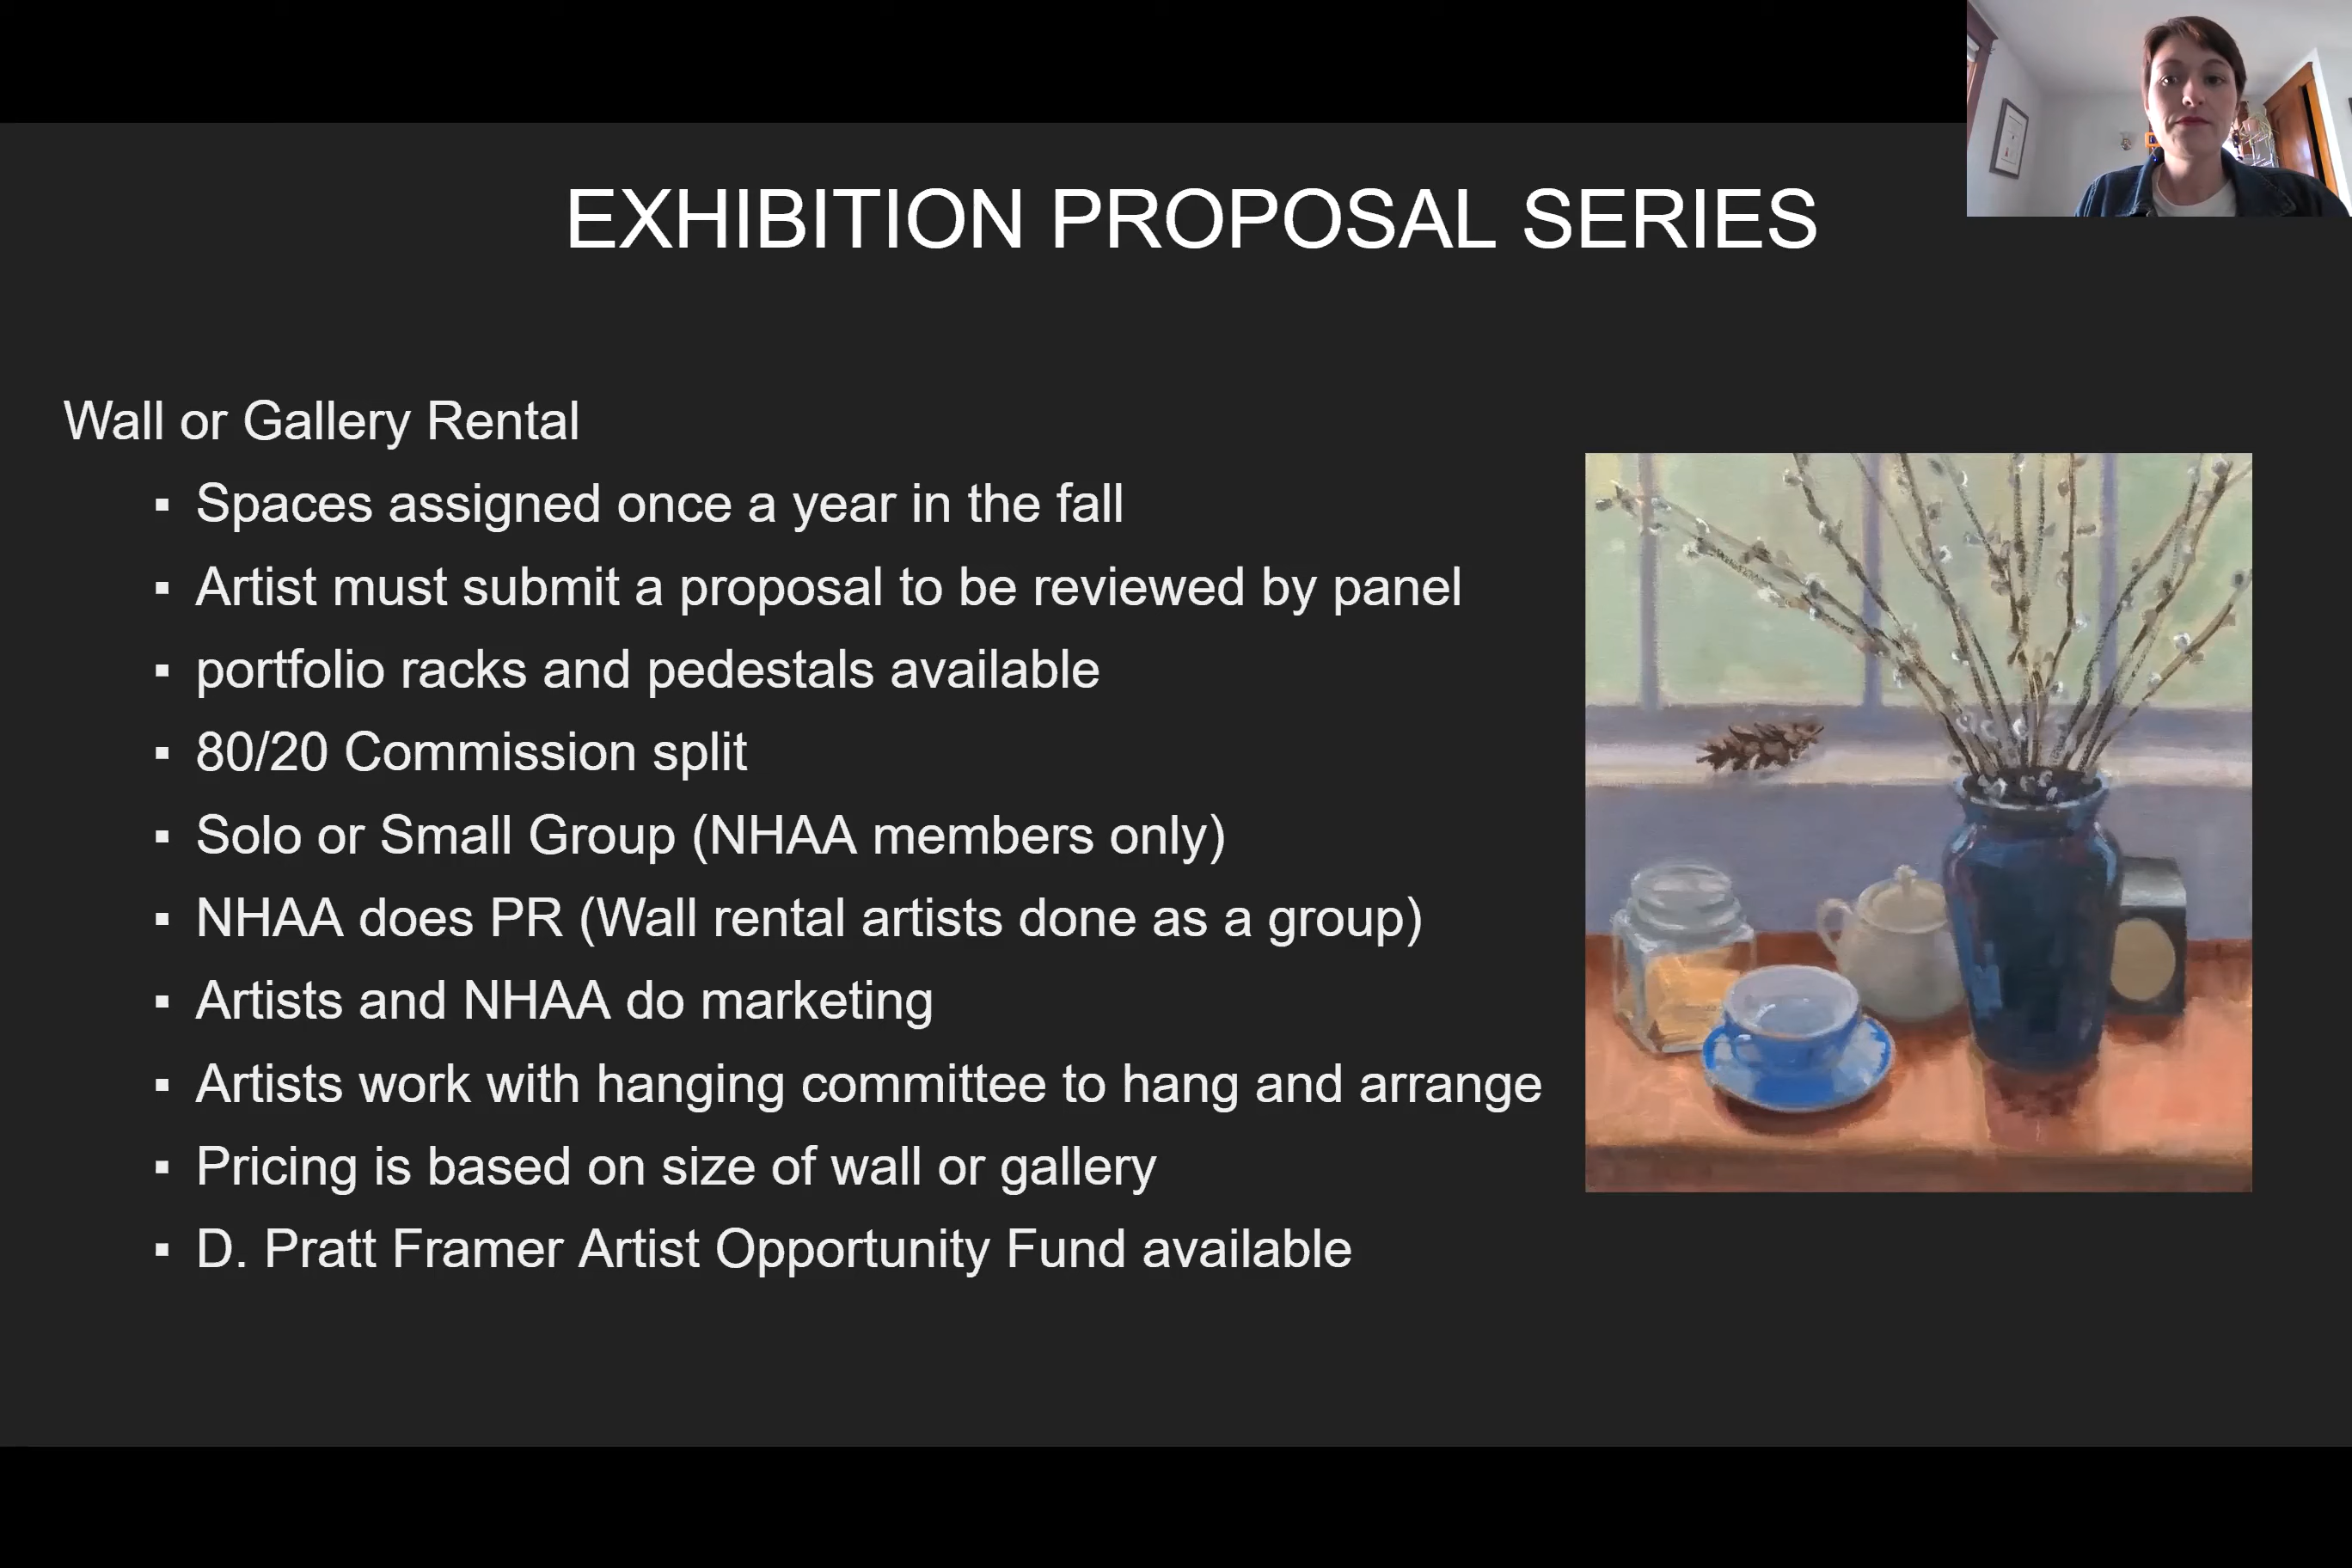 EXHIBITION PROPOSAL SERIES
Wall or Gallery Rental
▪ Spaces assigned once a year in the fall
▪ Artist must submit a proposal to be reviewed by panel
▪ portfolio racks and pedestals available
▪ 80/20 Commission split
▪ Solo or Small Group (NHAA members only)
▪ NHAA does PR (Wall rental artists done as a group)
▪ Artists and NHAA do marketing
▪ Artists work with hanging committee to hang and arrange
▪ Pricing is based on size of wall or gallery
▪ D. Pratt Framer Artist Opportunity Fund available